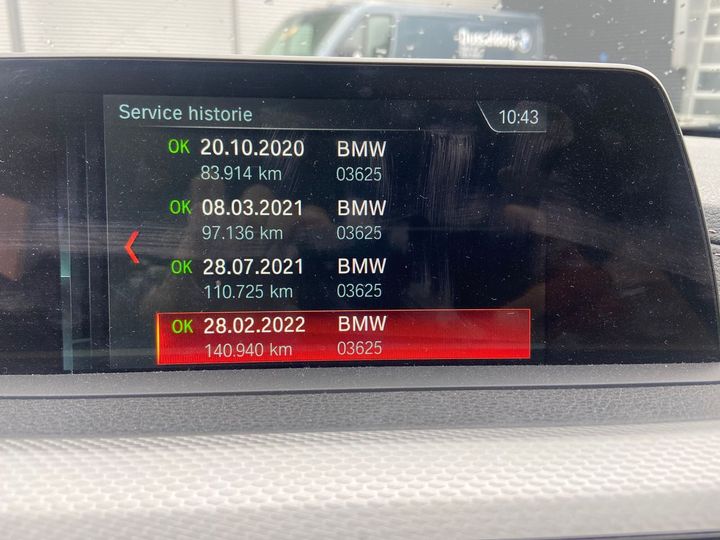 Service historie
10:43
OK 20.10.2020 BMW
83.914 km 03625
OK 08.03.2021 BMW
97.136 km 03625
OK 28.07.2021 BMW
110.725 km 03625
OK 28.02.2022 BMW
140.940 km 03625